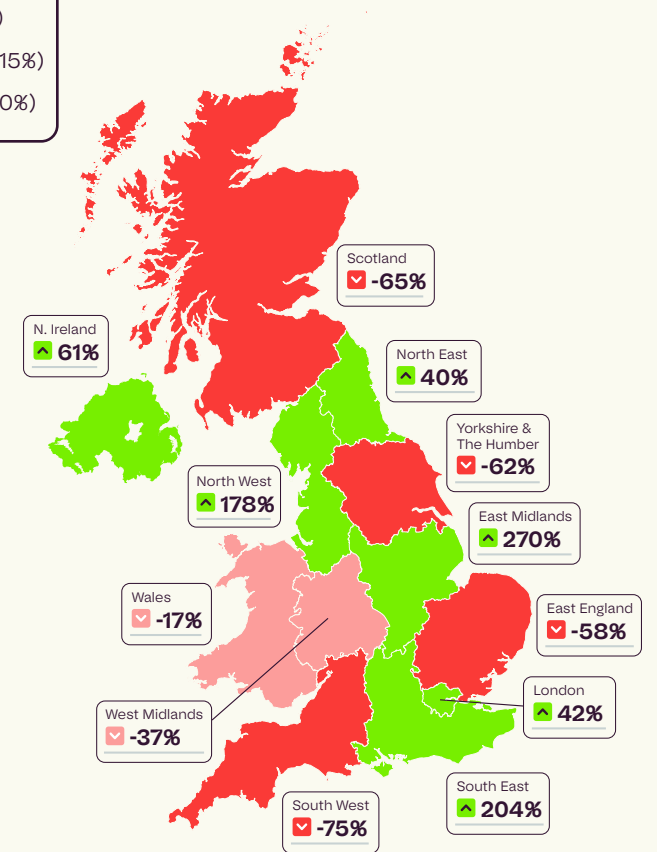 )
15%)
0%)
Scotland
-65%
N. Ireland
61%
North East
40%
Yorkshire &
The Humber
-62%
North West
178%
East Midlands
270%
Wales
-17%
East England
-58%
London
42%
West Midlands
-37%
South East
204%
South West
-75%